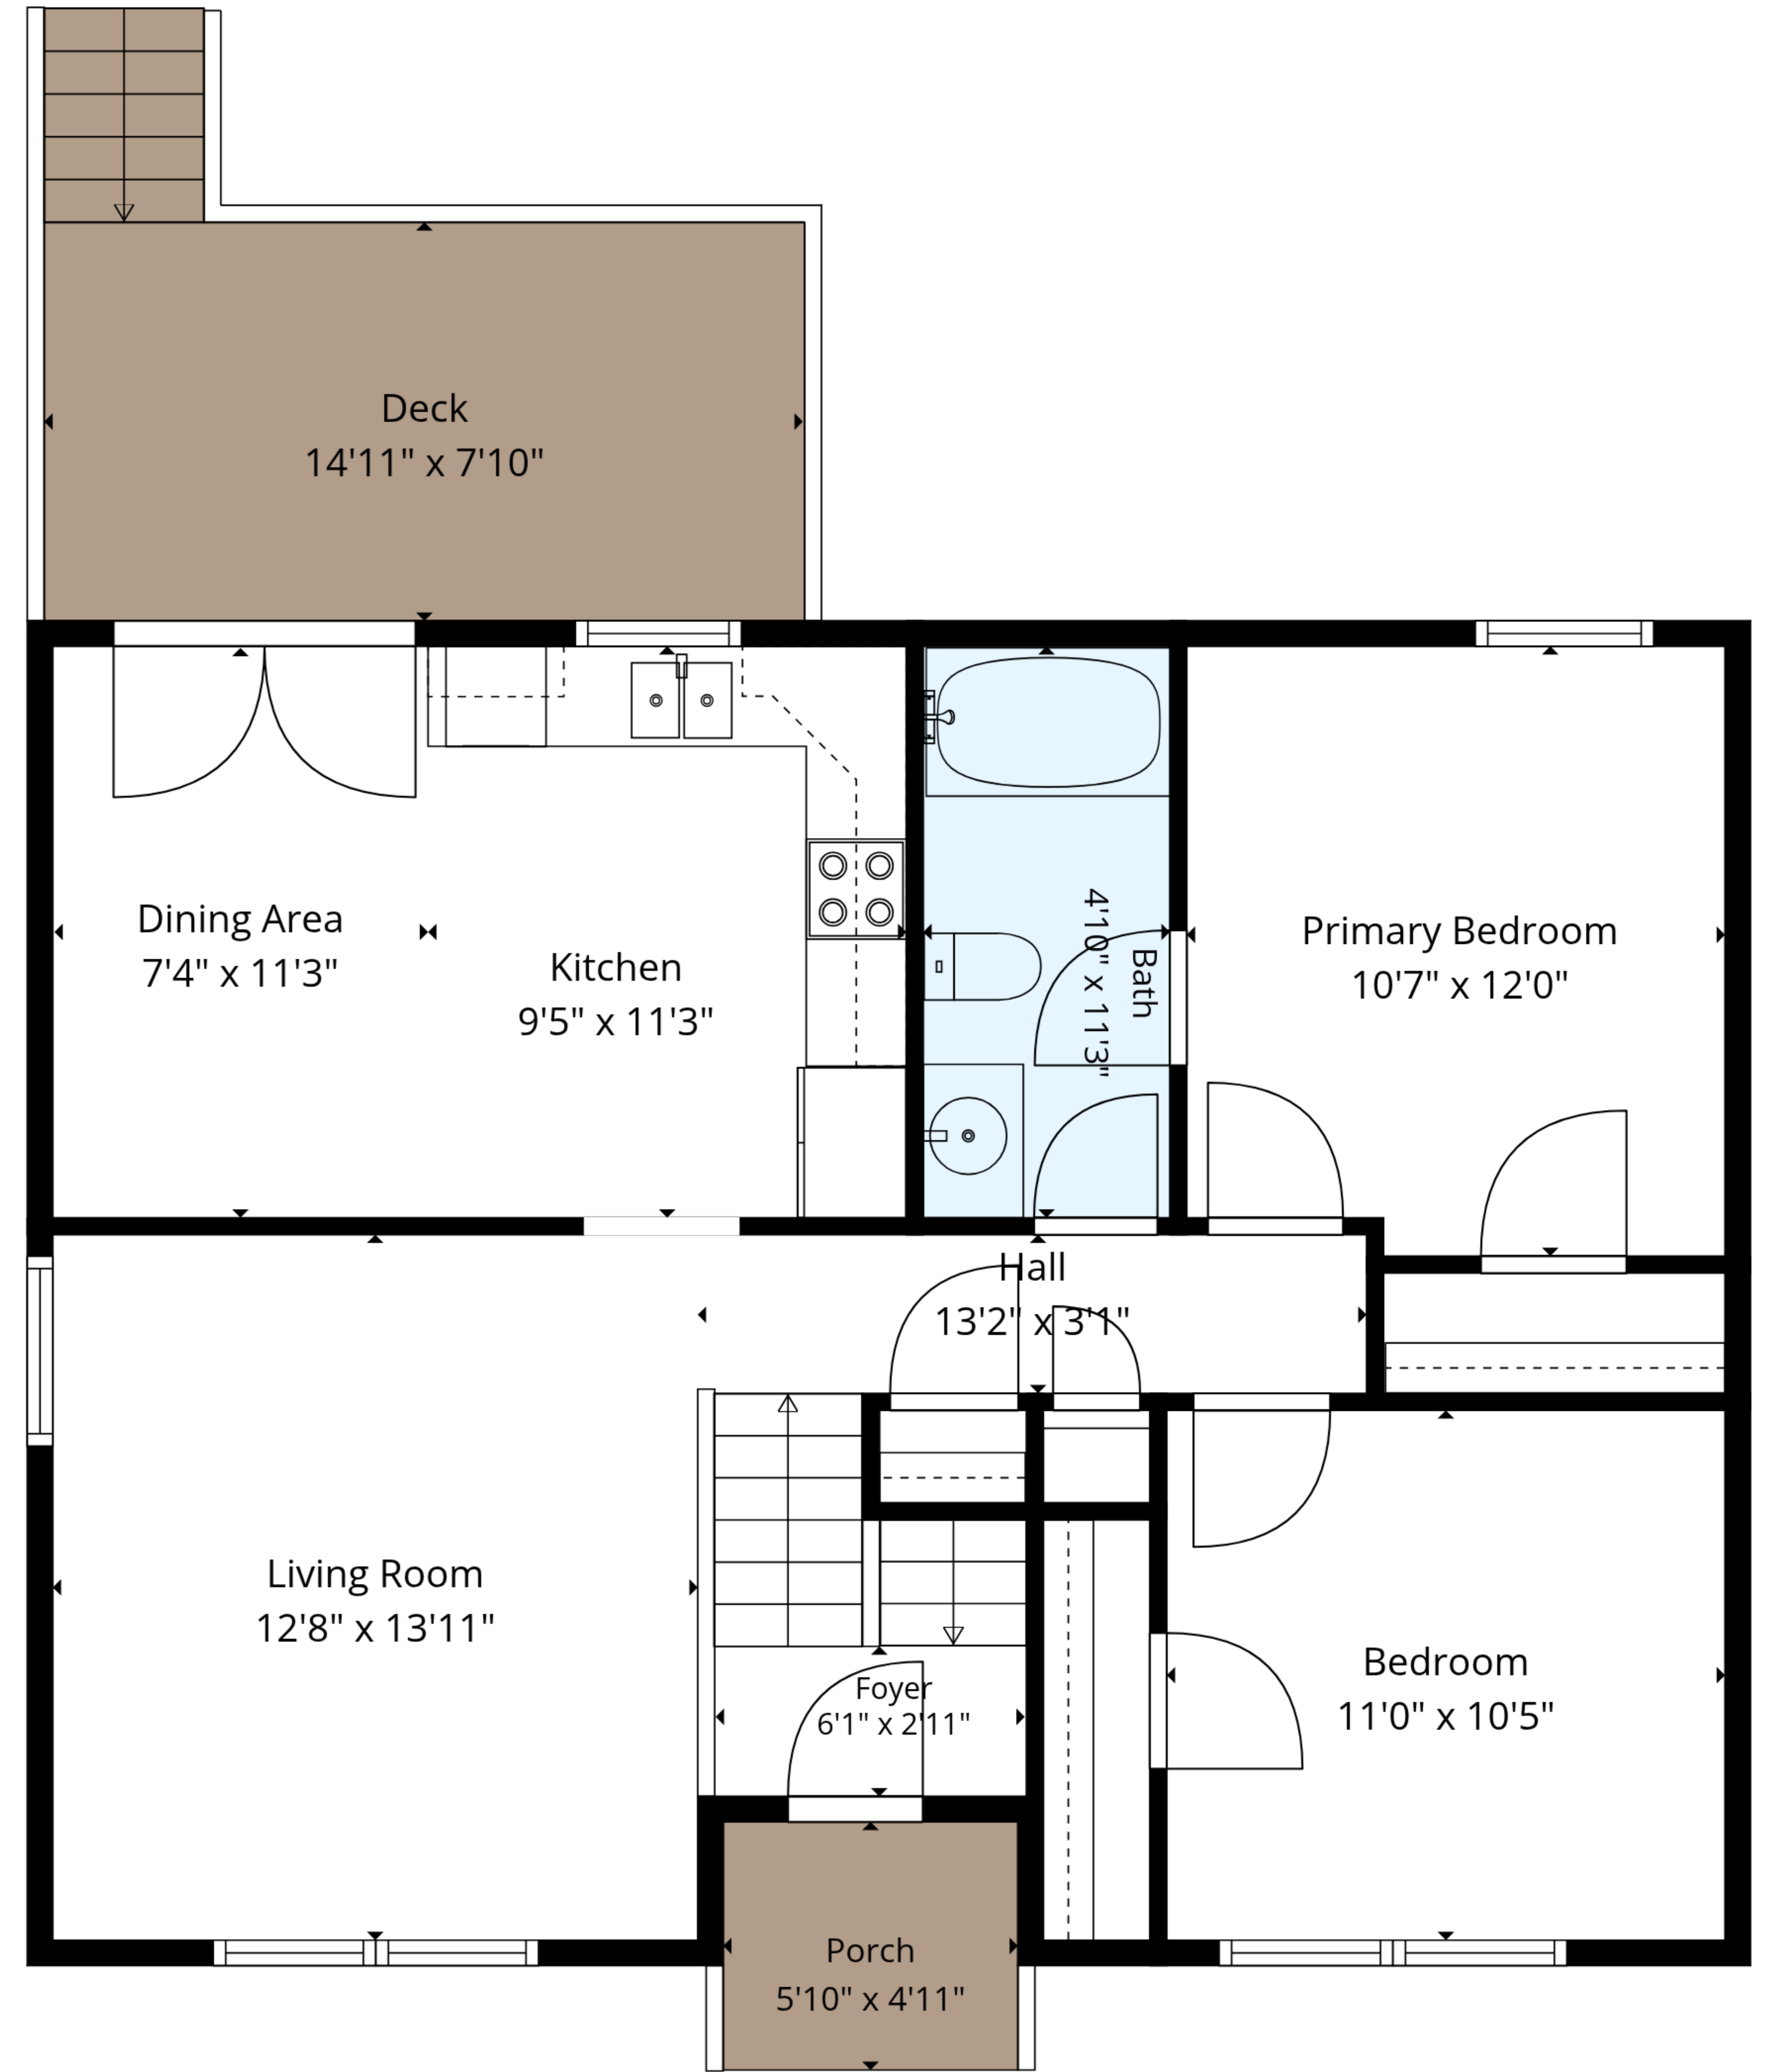 Deck
14'11" x 7'10"
Dining Area
7'4" x 11'3"
Kitchen
9'5" x 11'3"
Bath
4'10" x 11'3"
Primary Bedroom
10'7" x 12'0"
Hall
13'2" x 3'1"
Living Room
12'8" x 13'11"
Foyer
6'1" x 2'11"
Bedroom
11'0" x 10'5"
Porch
5'10" x 4'11"